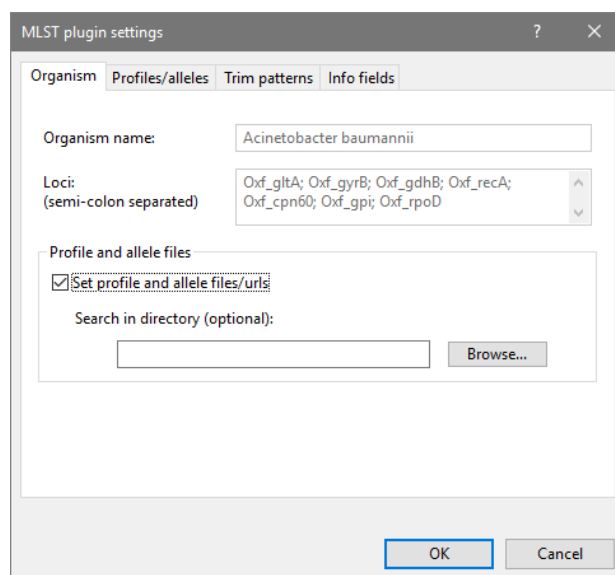 MLST plugin settings ?
Organism Profiles/alleles Trim patterns Info fields
Organism name: Acinetobacter baumannii
Loci:
(semi-colon separated)
Oxf_gltA; Oxf_gyrB; Oxf_gdhB; Oxf_recA;
Oxf_cpn60; Oxf_gpi; Oxf_rpoD
Profile and allele files
Set profile and allele files/urls
Search in directory (optional):
Browse...
OK Cancel